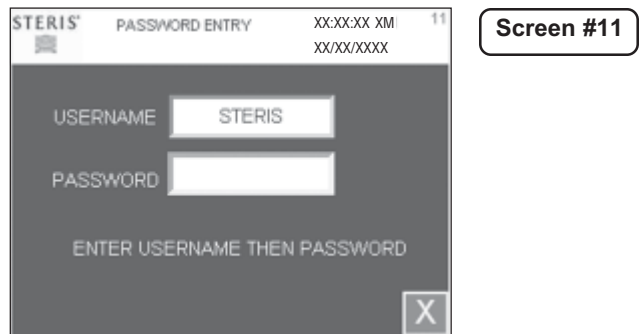 STERIS® PASSWORD ENTRY XX:XX:XX XM 11
XX/XX/XXXX
Screen #11
USERNAME STERIS
PASSWORD
ENTER USERNAME THEN PASSWORD
X